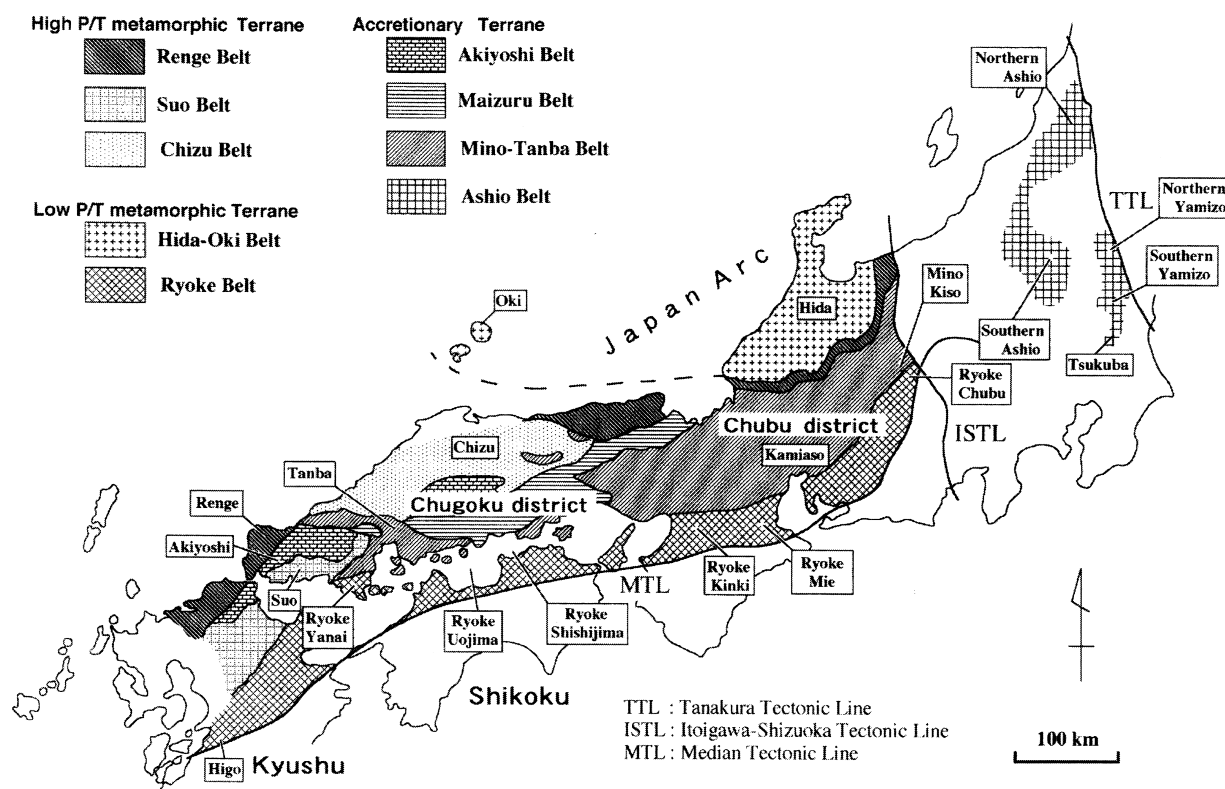 High P/T metamorphic Terrane
Renge Belt
Suo Belt
Chizu Belt
Low P/T metamorphic Terrane
Hida-Oki Belt
Ryoke Belt
Accretionary Terrane
Akiyoshi Belt
Maizuru Belt
Mino-Tanba Belt
Ashio Belt
Northern
Ashio
Northern
Yamizo
TTL
Southern
Yamizo
Mino
Kiso
Southern
Ashio
Tsukuba
Ryoke
Chubu
ISTL
Oki
Japan Arc
Hida
Chubu district
Kamiaso
Chizu
Tanba
Chugoku district
Renge
Akiyoshi
Suo
Ryoke
Yanai
Ryoke
Uojima
Ryoke
Shishijima
MTL
Ryoke
Kinki
Ryoke
Mie
Shikoku
Higo
Kyushu
TTL : Tanakura Tectonic Line
ISTL : Itoigawa-Shizuoka Tectonic Line
MTL : Median Tectonic Line
100 km